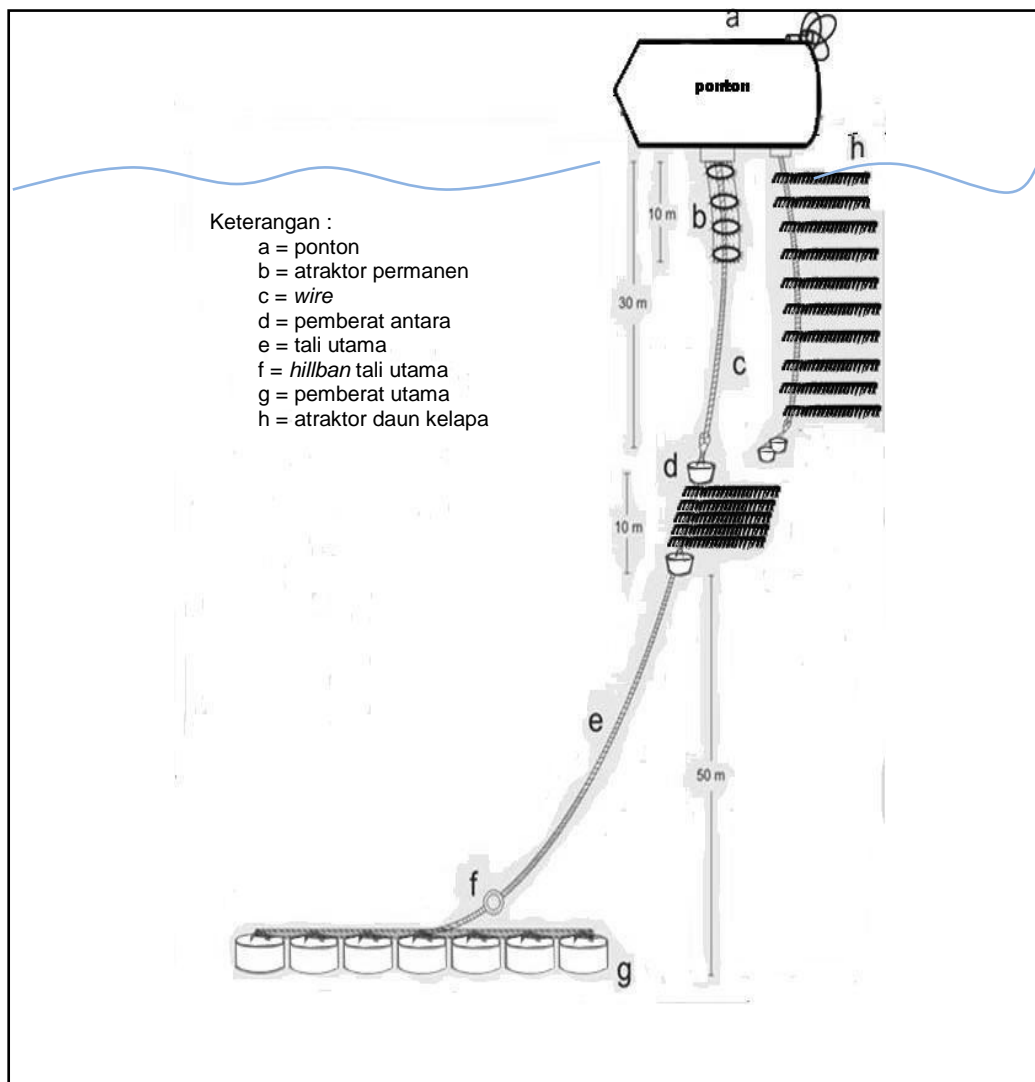 a
ponton
h
Keterangan :
a = ponton
b = atraktor permanen
c = wire
d = pemberat antara
e = tali utama
f = hillban tali utama
g = pemberat utama
h = atraktor daun kelapa
10 m
b
30 m
c
d
10 m
e
50 m
f
g